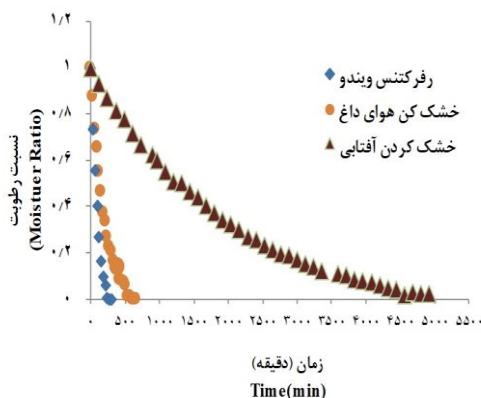 ۱/۲
۱
۰/۸
۰/۶
۰/۴
۰/۲
۰
نسبت رطوبت
(Moistuer Ratio)
رفرکتنس ویندو
خشک کن هوای داغ
خشک کردن آفتابی
۰ ۵۰۰ ۱۰۰۰ ۱۵۰۰ ۲۰۰۰ ۲۵۰۰ ۳۰۰۰ ۳۵۰۰ ۴۰۰۰ ۴۵۰۰ ۵۰۰۰ ۵۵۰۰
زمان (دقیقه)
Time(min)